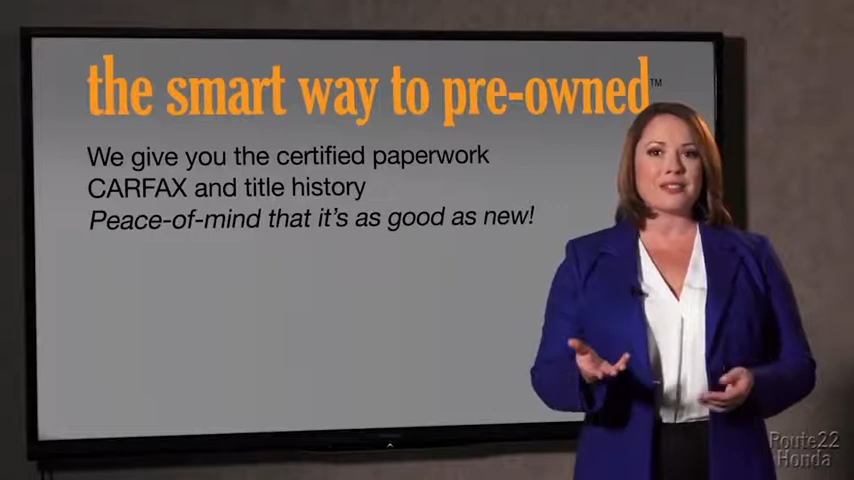 the smart way to pre-owned™
We give you the certified paperwork
CARFAX and title history
Peace-of-mind that it's as good as new!
Route22
Honda